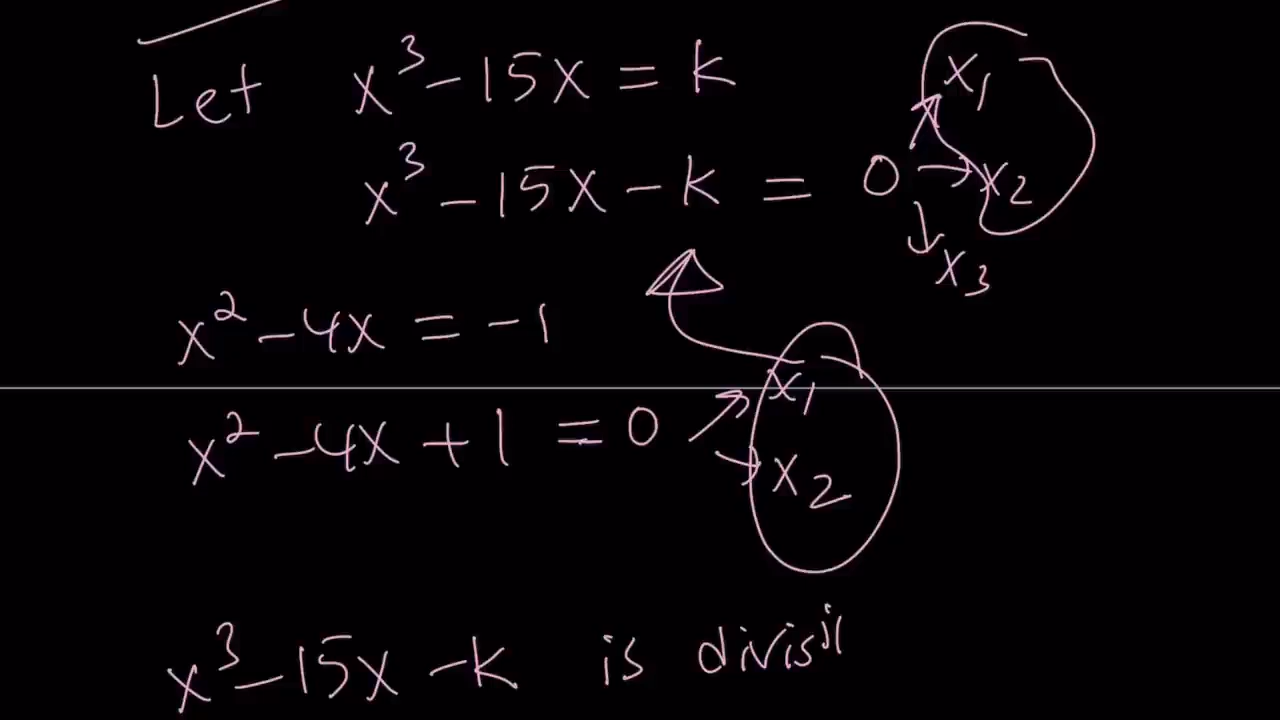 Let x³ - 15x = k
x³ - 15x - k = 0
x₁
x₂
x₃
x² - 4x = -1
x² - 4x + 1 = 0
x₁
x₂
x³ - 15x - k is divisi